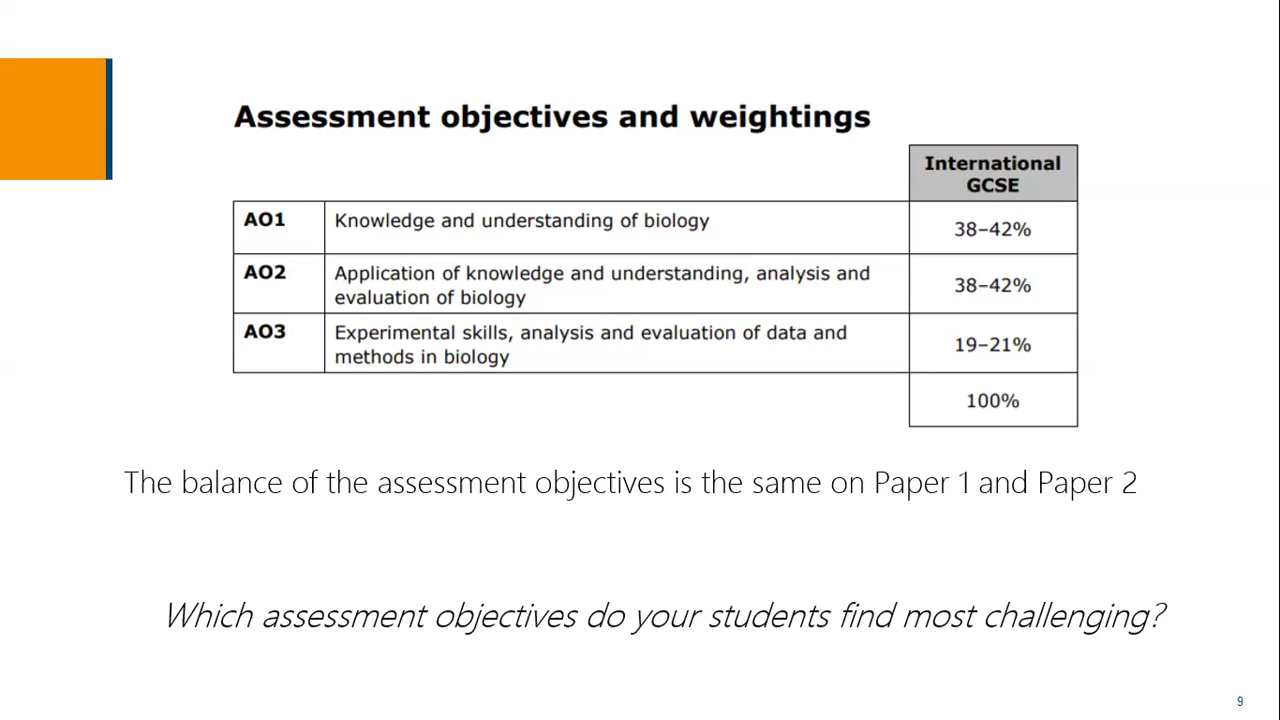 Assessment objectives and weightings
International
GCSE
AO1 Knowledge and understanding of biology 38–42%
AO2 Application of knowledge and understanding, analysis and
evaluation of biology 38–42%
AO3 Experimental skills, analysis and evaluation of data and
methods in biology 19–21%
100%
The balance of the assessment objectives is the same on Paper 1 and Paper 2
Which assessment objectives do your students find most challenging?
9